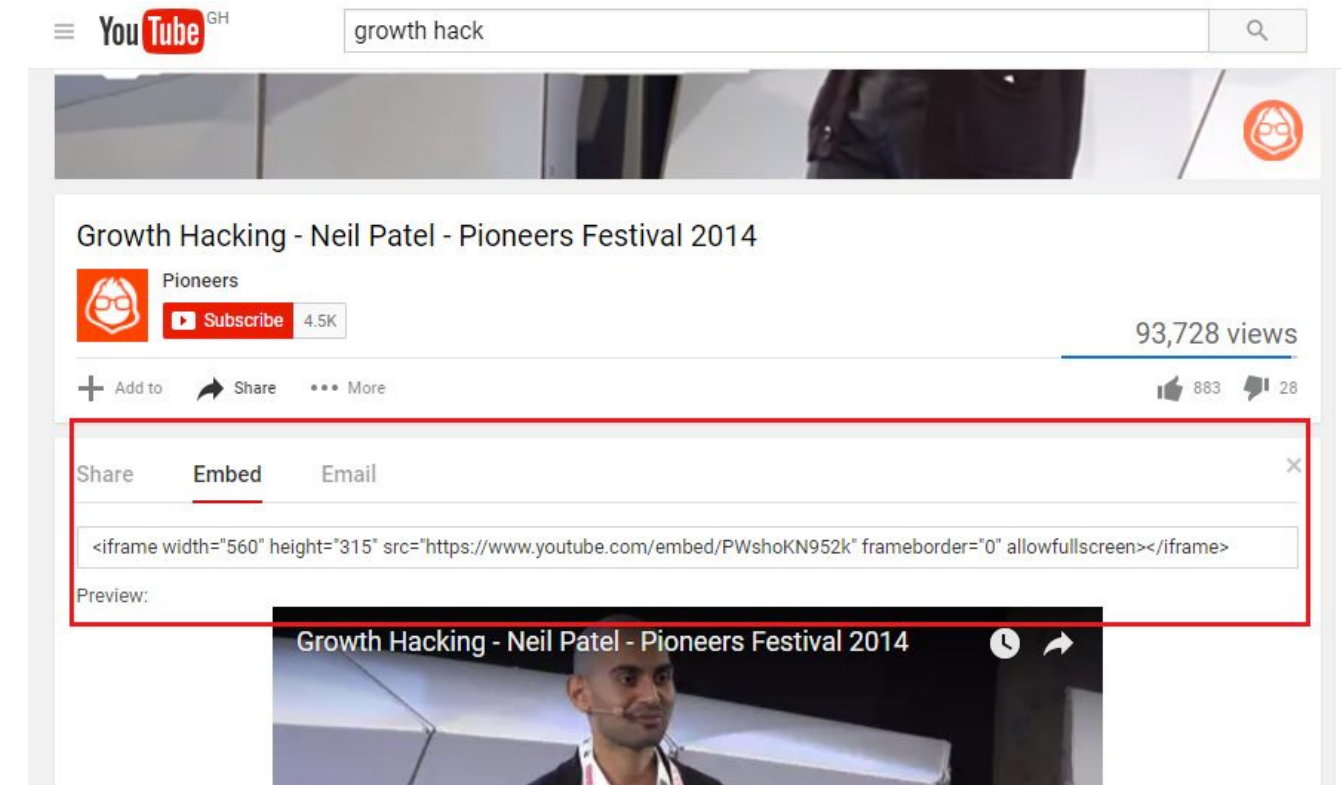 YouTube GH
growth hack
Growth Hacking - Neil Patel - Pioneers Festival 2014
Pioneers
Subscribe 4.5K
93,728 views
Add to Share More
883 28
Share Embed Email
<iframe width="560" height="315" src="https://www.youtube.com/embed/PWshoKN952k" frameborder="0" allowfullscreen></iframe>
Preview:
Growth Hacking - Neil Patel - Pioneers Festival 2014